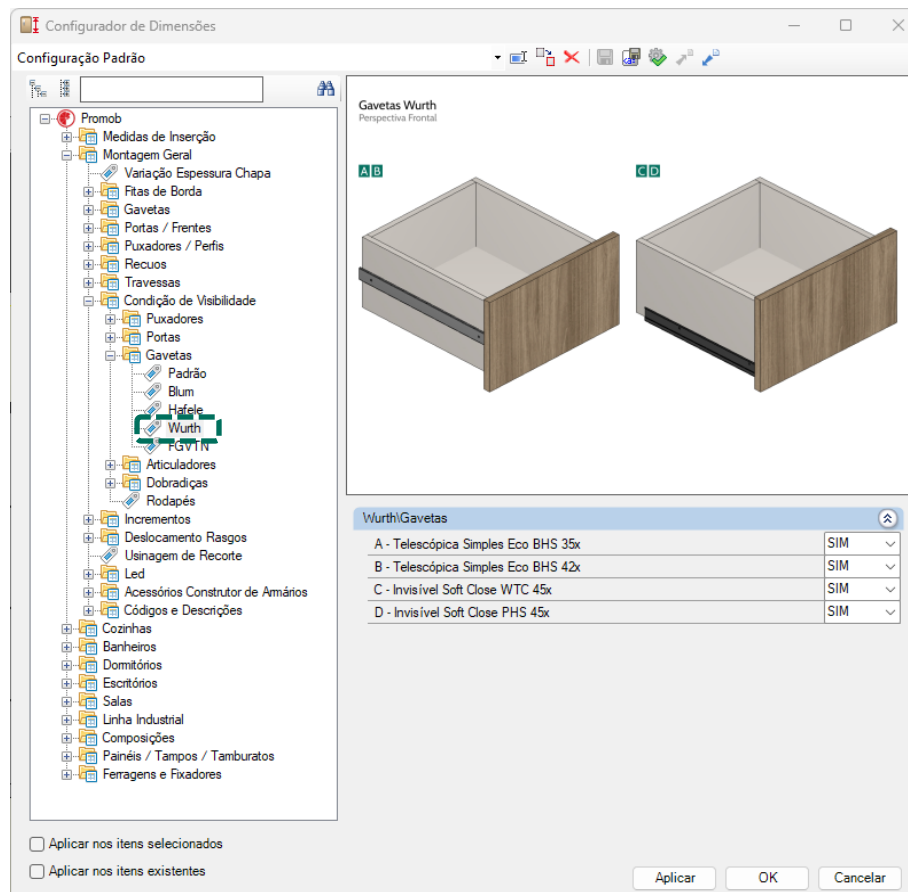 Configurador de Dimensões
Configuração Padrão
Promob
Medidas de Inserção
Montagem Geral
Variação Espessura Chapa
Fitas de Borda
Gavetas
Portas / Frentes
Puxadores / Perfis
Recuos
Travessas
Condição de Visibilidade
Puxadores
Portas
Gavetas
Padrão
Blum
Hafele
Wurth
FGVTN
Articuladores
Dobradiças
Rodapés
Incrementos
Deslocamento Rasgos
Usinagem de Recorte
Led
Acessórios Construtor de Armários
Códigos e Descrições
Cozinhas
Banheiros
Dormitórios
Escritórios
Salas
Linha Industrial
Composições
Painéis / Tampos / Tamburatos
Ferragens e Fixadores
Gavetas Wurth
Perspectiva Frontal
A B
C D
Wurth\Gavetas
A - Telescópica Simples Eco BHS 35x SIM
B - Telescópica Simples Eco BHS 42x SIM
C - Invisível Soft Close WTC 45x SIM
D - Invisível Soft Close PHS 45x SIM
Aplicar nos itens selecionados
Aplicar nos itens existentes
Aplicar OK Cancelar